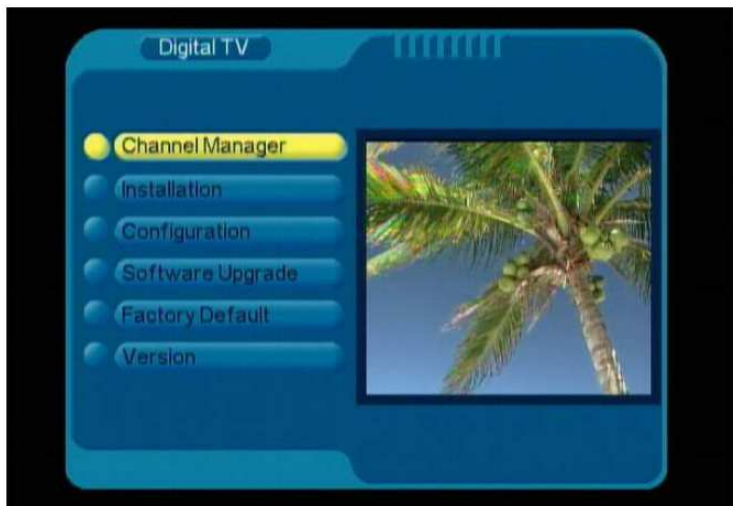 Digital TV
Channel Manager
Installation
Configuration
Software Upgrade
Factory Default
Version